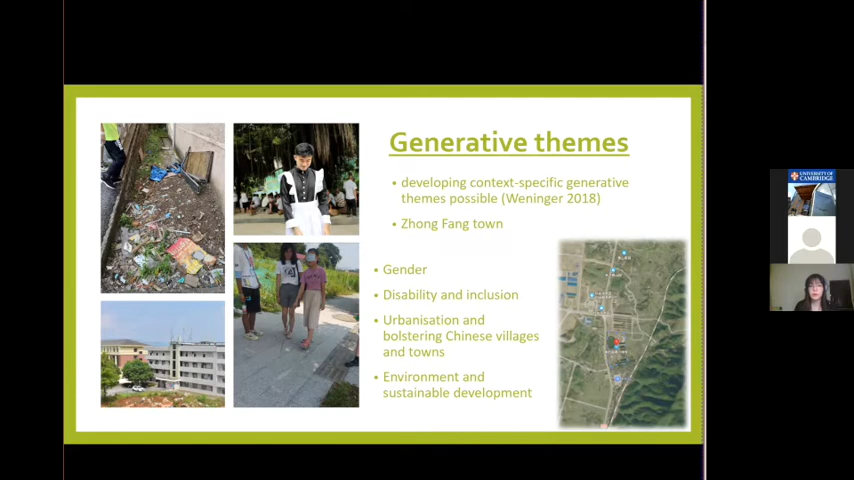 Generative themes
• developing context-specific generative
themes possible (Weninger 2018)
• Zhong Fang town
• Gender
• Disability and inclusion
• Urbanisation and
bolstering Chinese villages
and towns
• Environment and
sustainable development
UNIVERSITY OF
CAMBRIDGE